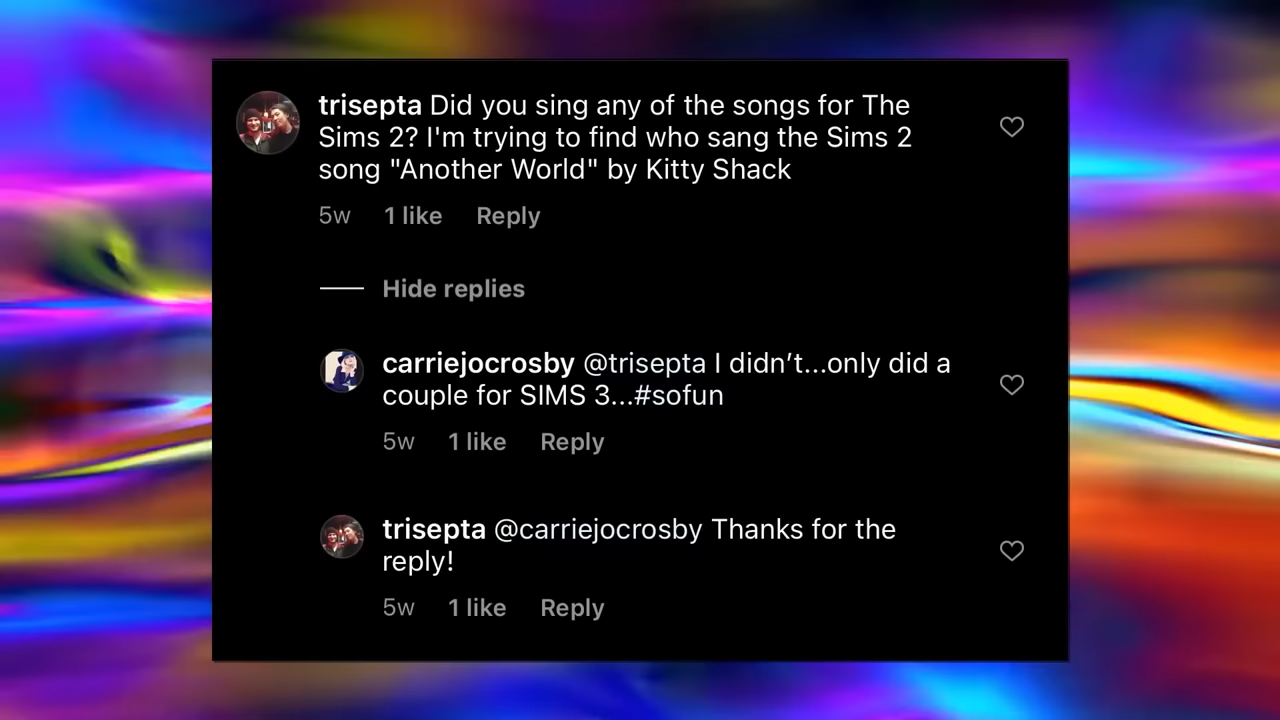 trisepta Did you sing any of the songs for The
Sims 2? I'm trying to find who sang the Sims 2
song "Another World" by Kitty Shack
5w 1 like Reply
Hide replies
carriejocrosby @trisepta I didn’t...only did a
couple for SIMS 3...#sofun
5w 1 like Reply
trisepta @carriejocrosby Thanks for the
reply!
5w 1 like Reply